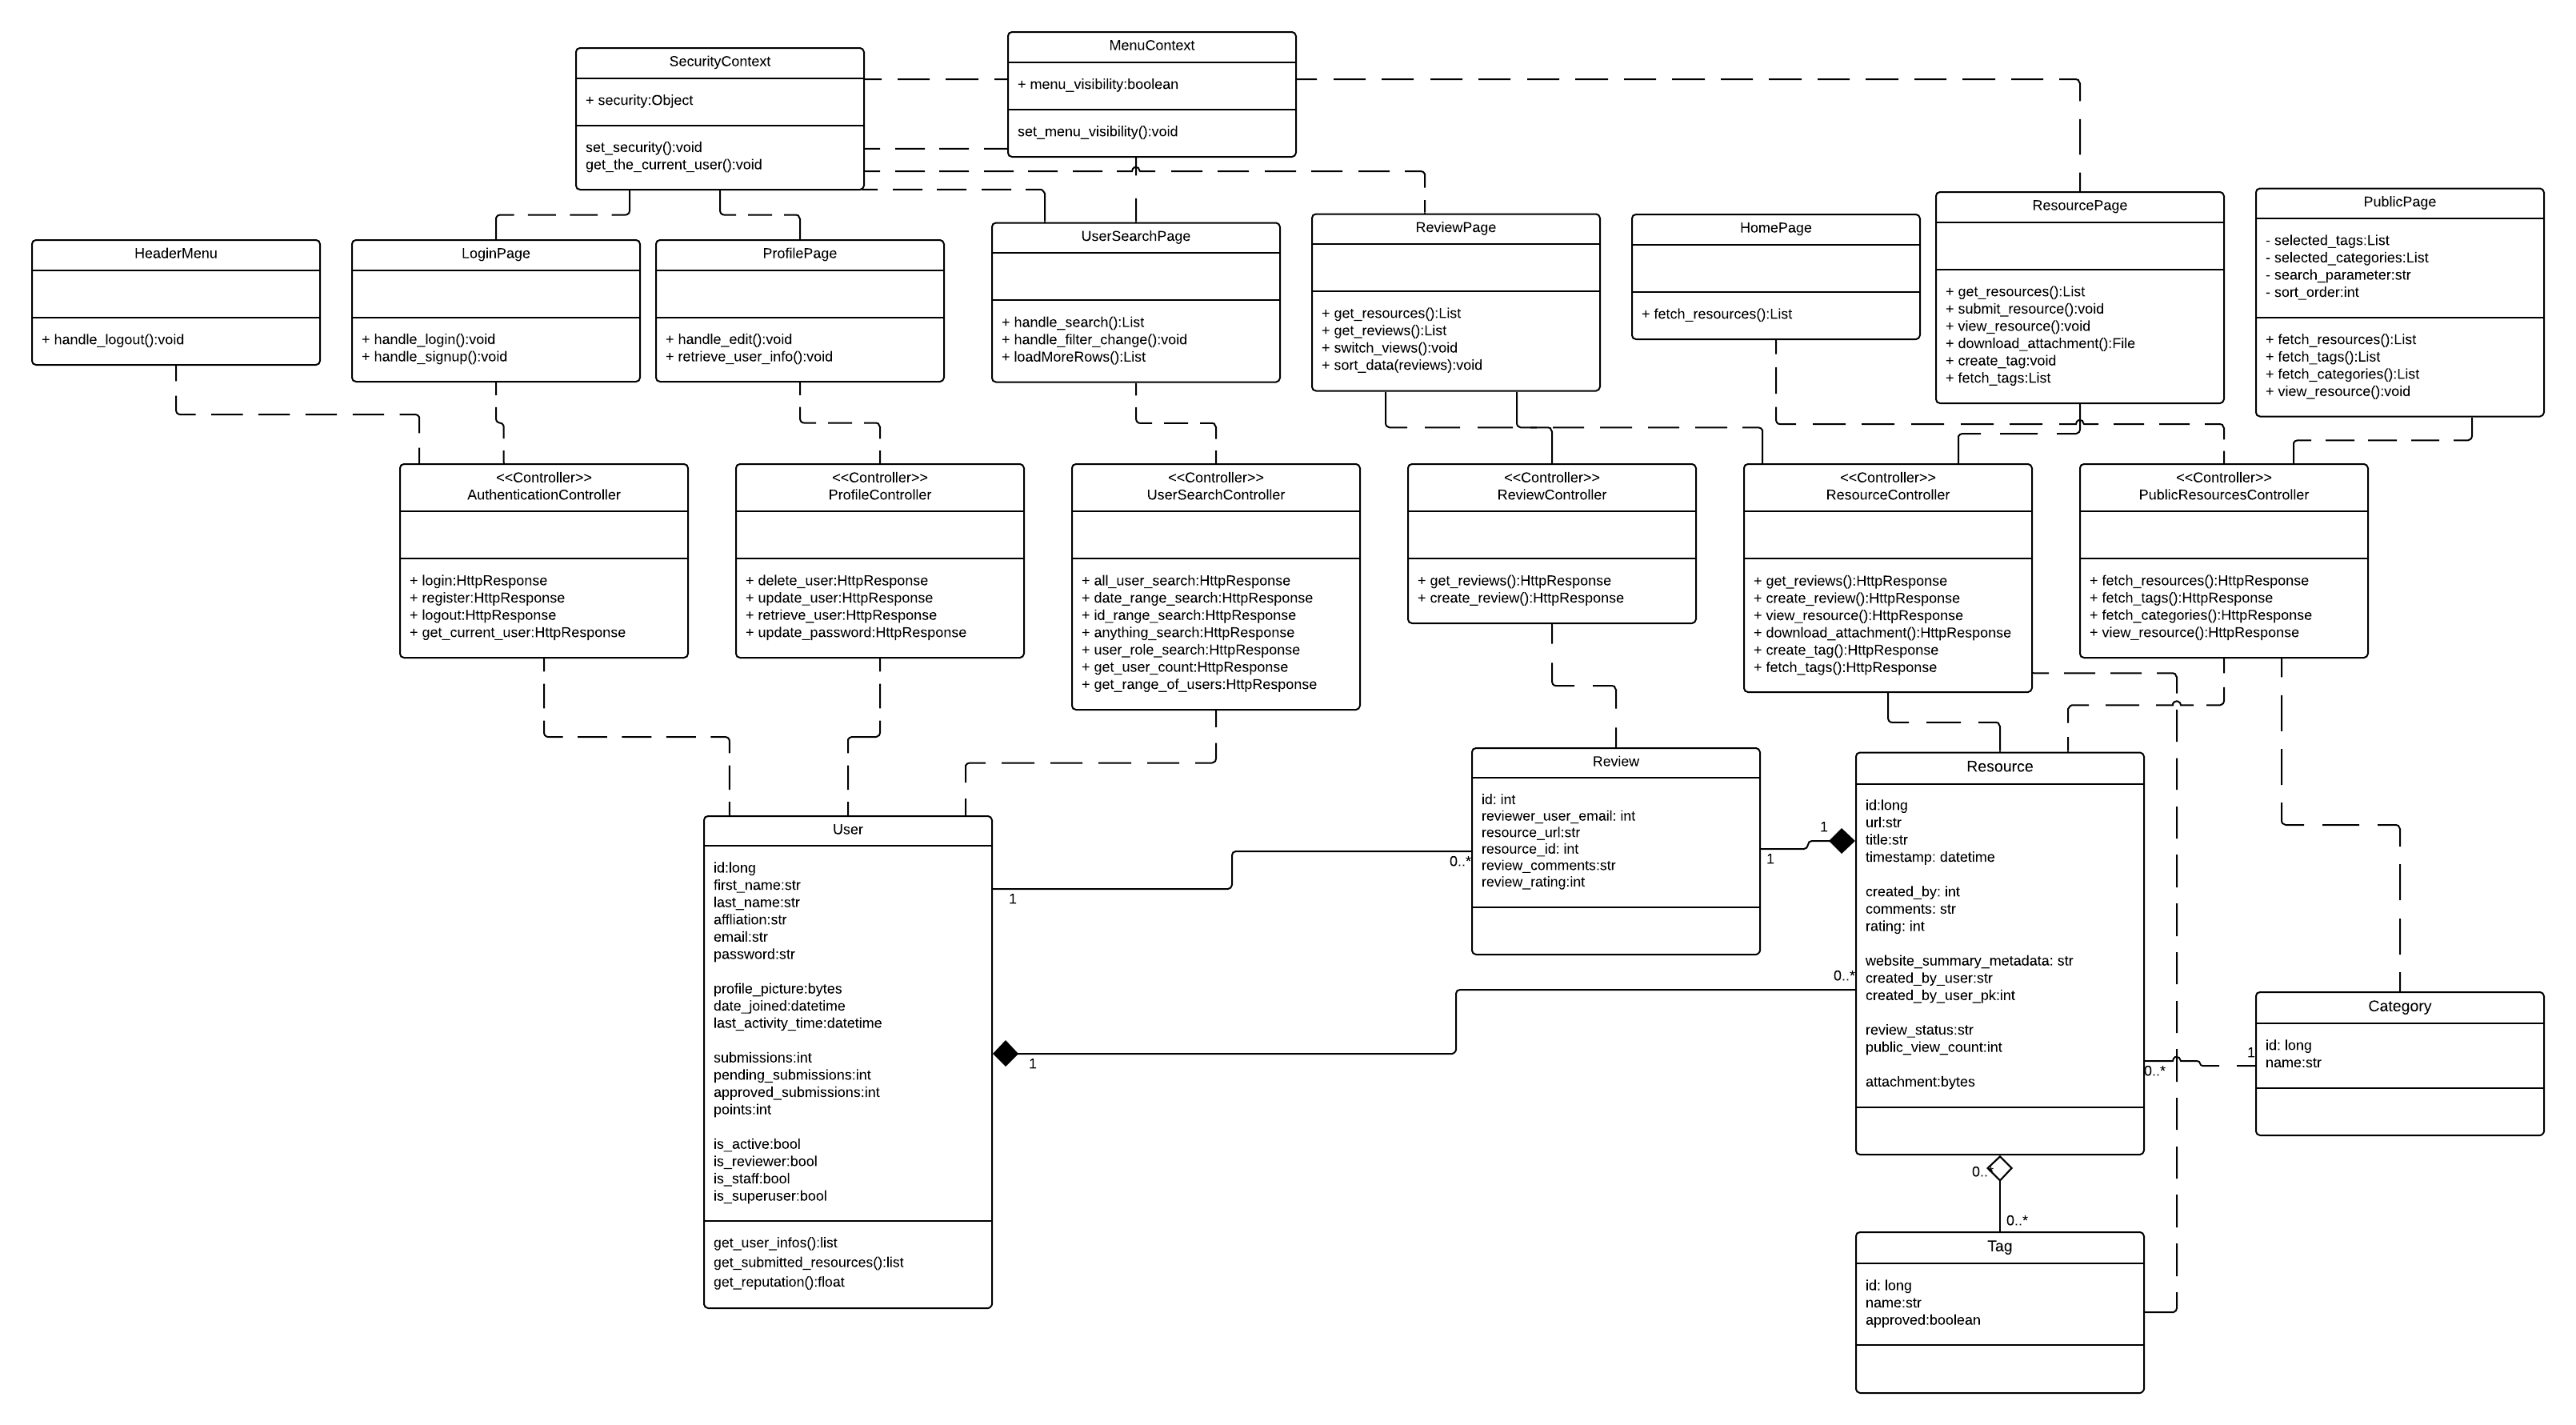 SecurityContext
+ security:Object
set_security():void
get_the_current_user():void
MenuContext
+ menu_visibility:boolean
set_menu_visibility():void
HeaderMenu
+ handle_logout():void
LoginPage
+ handle_login():void
+ handle_signup():void
ProfilePage
+ handle_edit():void
+ retrieve_user_info():void
UserSearchPage
+ handle_search():List
+ handle_filter_change():void
+ loadMoreRows():List
ReviewPage
+ get_resources():List
+ get_reviews():List
+ switch_views():void
+ sort_data(reviews):void
HomePage
+ fetch_resources():List
ResourcePage
+ get_resources():List
+ submit_resource():void
+ view_resource():void
+ download_attachment():File
+ create_tag:void
+ fetch_tags:List
PublicPage
- selected_tags:List
- selected_categories:List
- search_parameter:str
- sort_order:int
+ fetch_resources():List
+ fetch_tags():List
+ fetch_categories():List
+ view_resource():void
<<Controller>>
AuthenticationController
+ login:HttpResponse
+ register:HttpResponse
+ logout:HttpResponse
+ get_current_user:HttpResponse
<<Controller>>
ProfileController
+ delete_user:HttpResponse
+ update_user:HttpResponse
+ retrieve_user:HttpResponse
+ update_password:HttpResponse
<<Controller>>
UserSearchController
+ all_user_search:HttpResponse
+ date_range_search:HttpResponse
+ id_range_search:HttpResponse
+ anything_search:HttpResponse
+ user_role_search:HttpResponse
+ get_user_count:HttpResponse
+ get_range_of_users:HttpResponse
<<Controller>>
ReviewController
+ get_reviews():HttpResponse
+ create_review():HttpResponse
<<Controller>>
ResourceController
+ get_reviews():HttpResponse
+ create_review():HttpResponse
+ view_resource():HttpResponse
+ download_attachment():HttpResponse
+ create_tag():HttpResponse
+ fetch_tags():HttpResponse
<<Controller>>
PublicResourcesController
+ fetch_resources():HttpResponse
+ fetch_tags():HttpResponse
+ fetch_categories():HttpResponse
+ view_resource():HttpResponse
User
id:long
first_name:str
last_name:str
affliation:str
email:str
password:str
profile_picture:bytes
date_joined:datetime
last_activity_time:datetime
submissions:int
pending_submissions:int
approved_submissions:int
points:int
is_active:bool
is_reviewer:bool
is_staff:bool
is_superuser:bool
get_user_infos():list
get_submitted_resources():list
get_reputation():float
1
0..*
1
0..*
Review
id: int
reviewer_user_email: int
resource_url:str
resource_id: int
review_comments:str
review_rating:int
1
1
Resource
id:long
url:str
title:str
timestamp: datetime
created_by: int
comments: str
rating: int
website_summary_metadata: str
created_by_user:str
created_by_user_pk:int
review_status:str
public_view_count:int
attachment:bytes
0..*
1
Category
id: long
name:str
0..*
0..*
Tag
id: long
name:str
approved:boolean